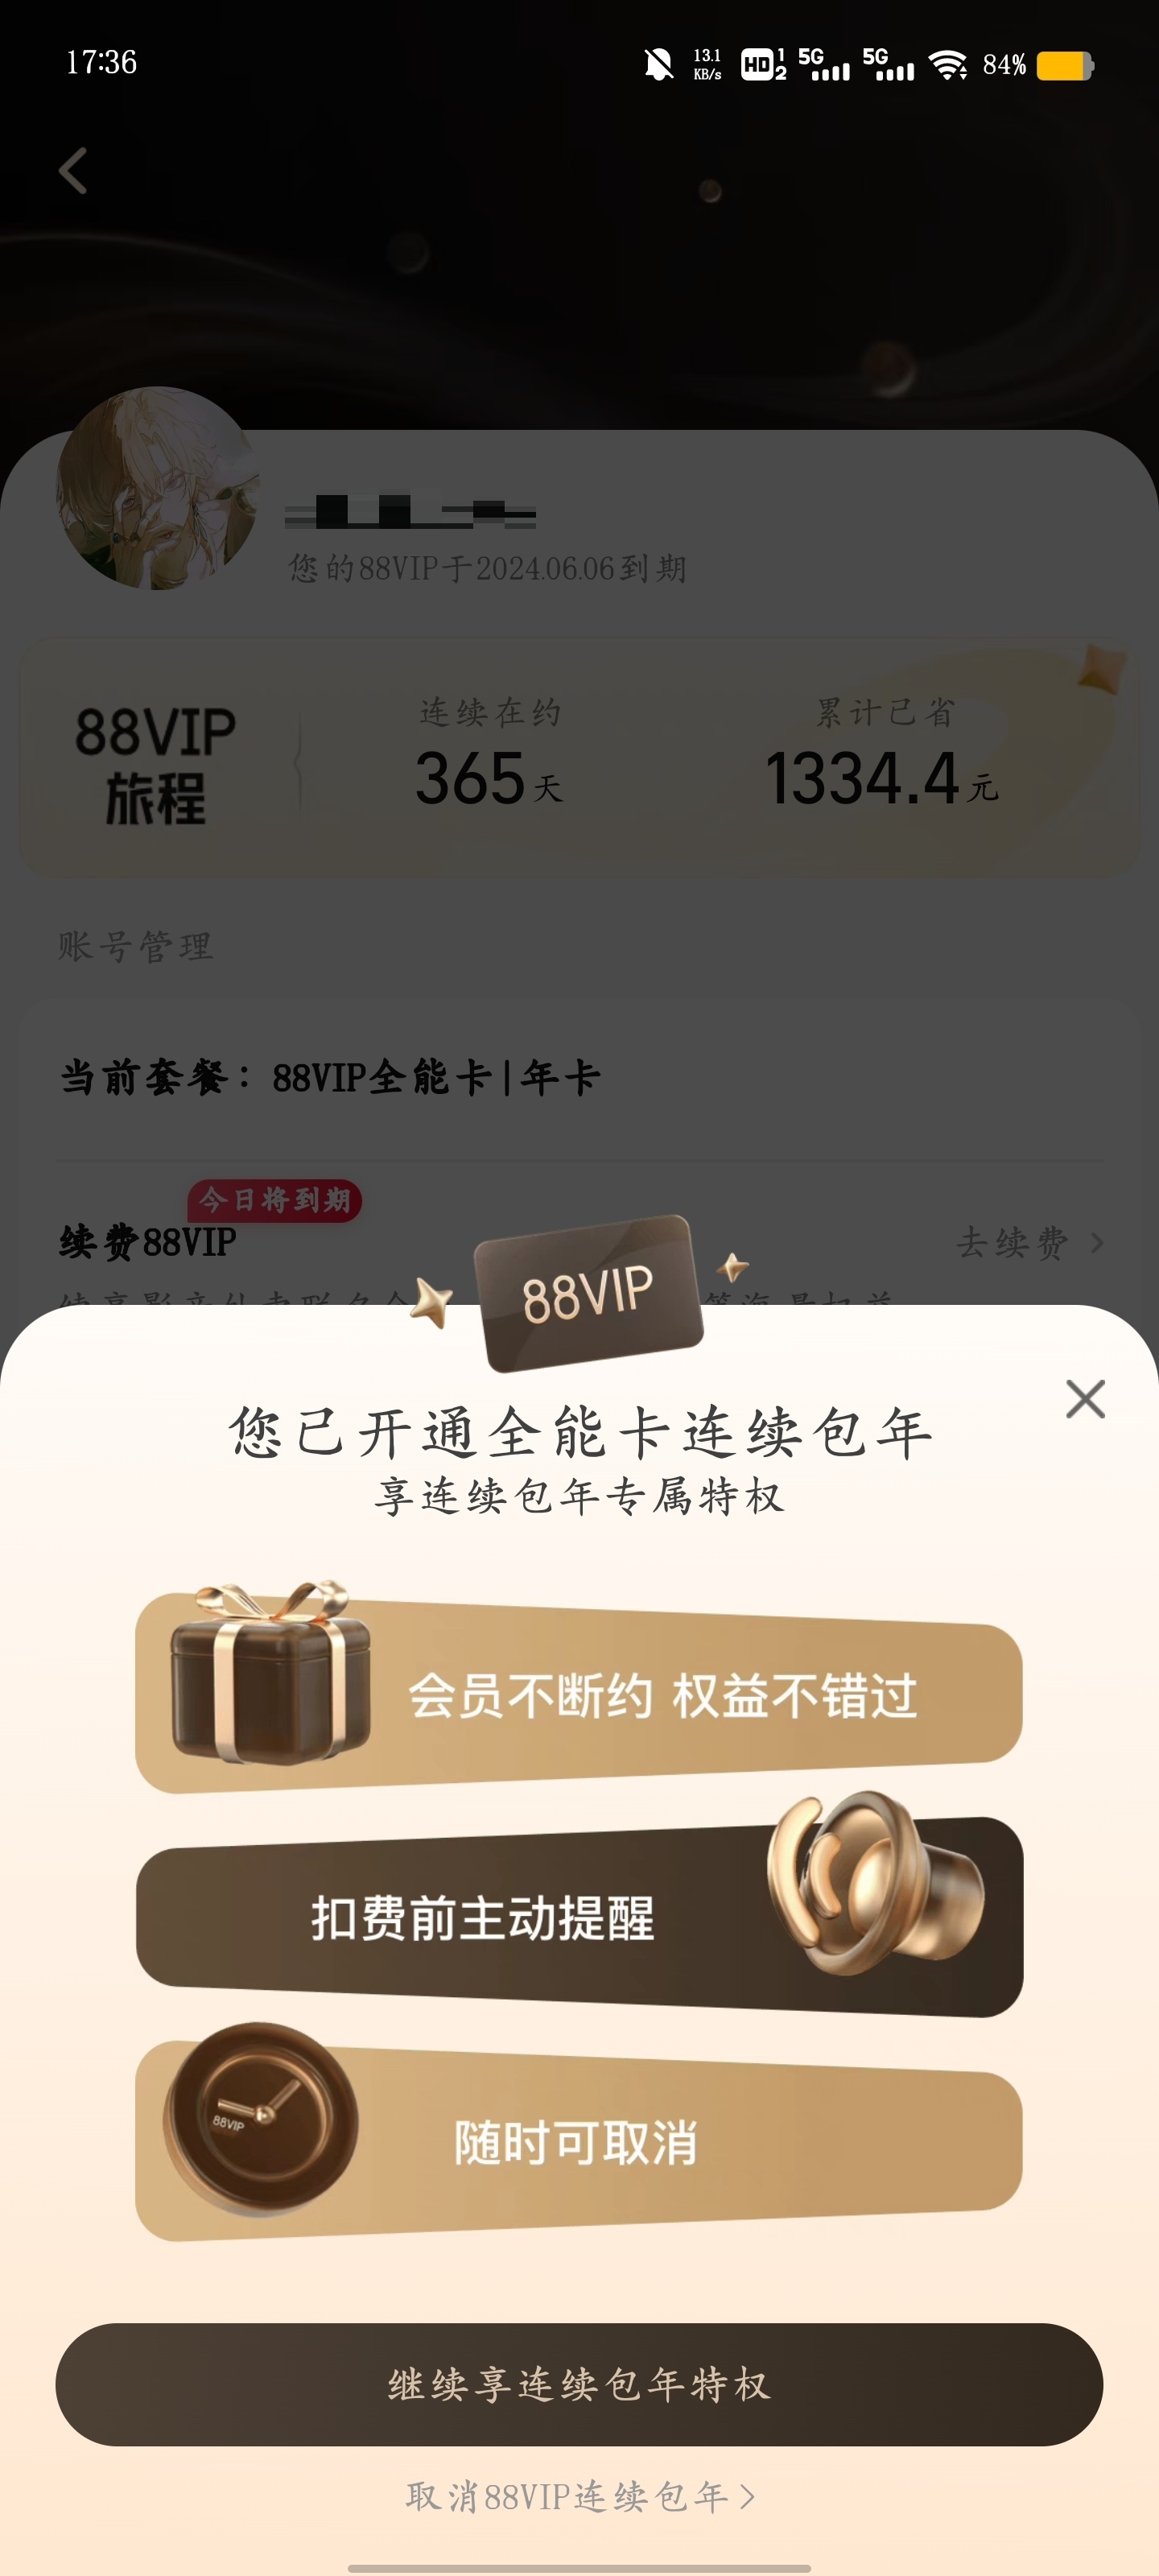 17:36
13.1
KB/s
HD 1
2
5G
5G
84%
您的88VIP于2024.06.06到期
88VIP
旅程
连续在约
累计已省
365天
1334.4元
账号管理
当前套餐：88VIP全能卡|年卡
今日将到期
续费88VIP
去续费
88VIP
您已开通全能卡连续包年
享连续包年专属特权
会员不断约 权益不错过
扣费前主动提醒
88VIP
随时可取消
继续享连续包年特权
取消88VIP连续包年